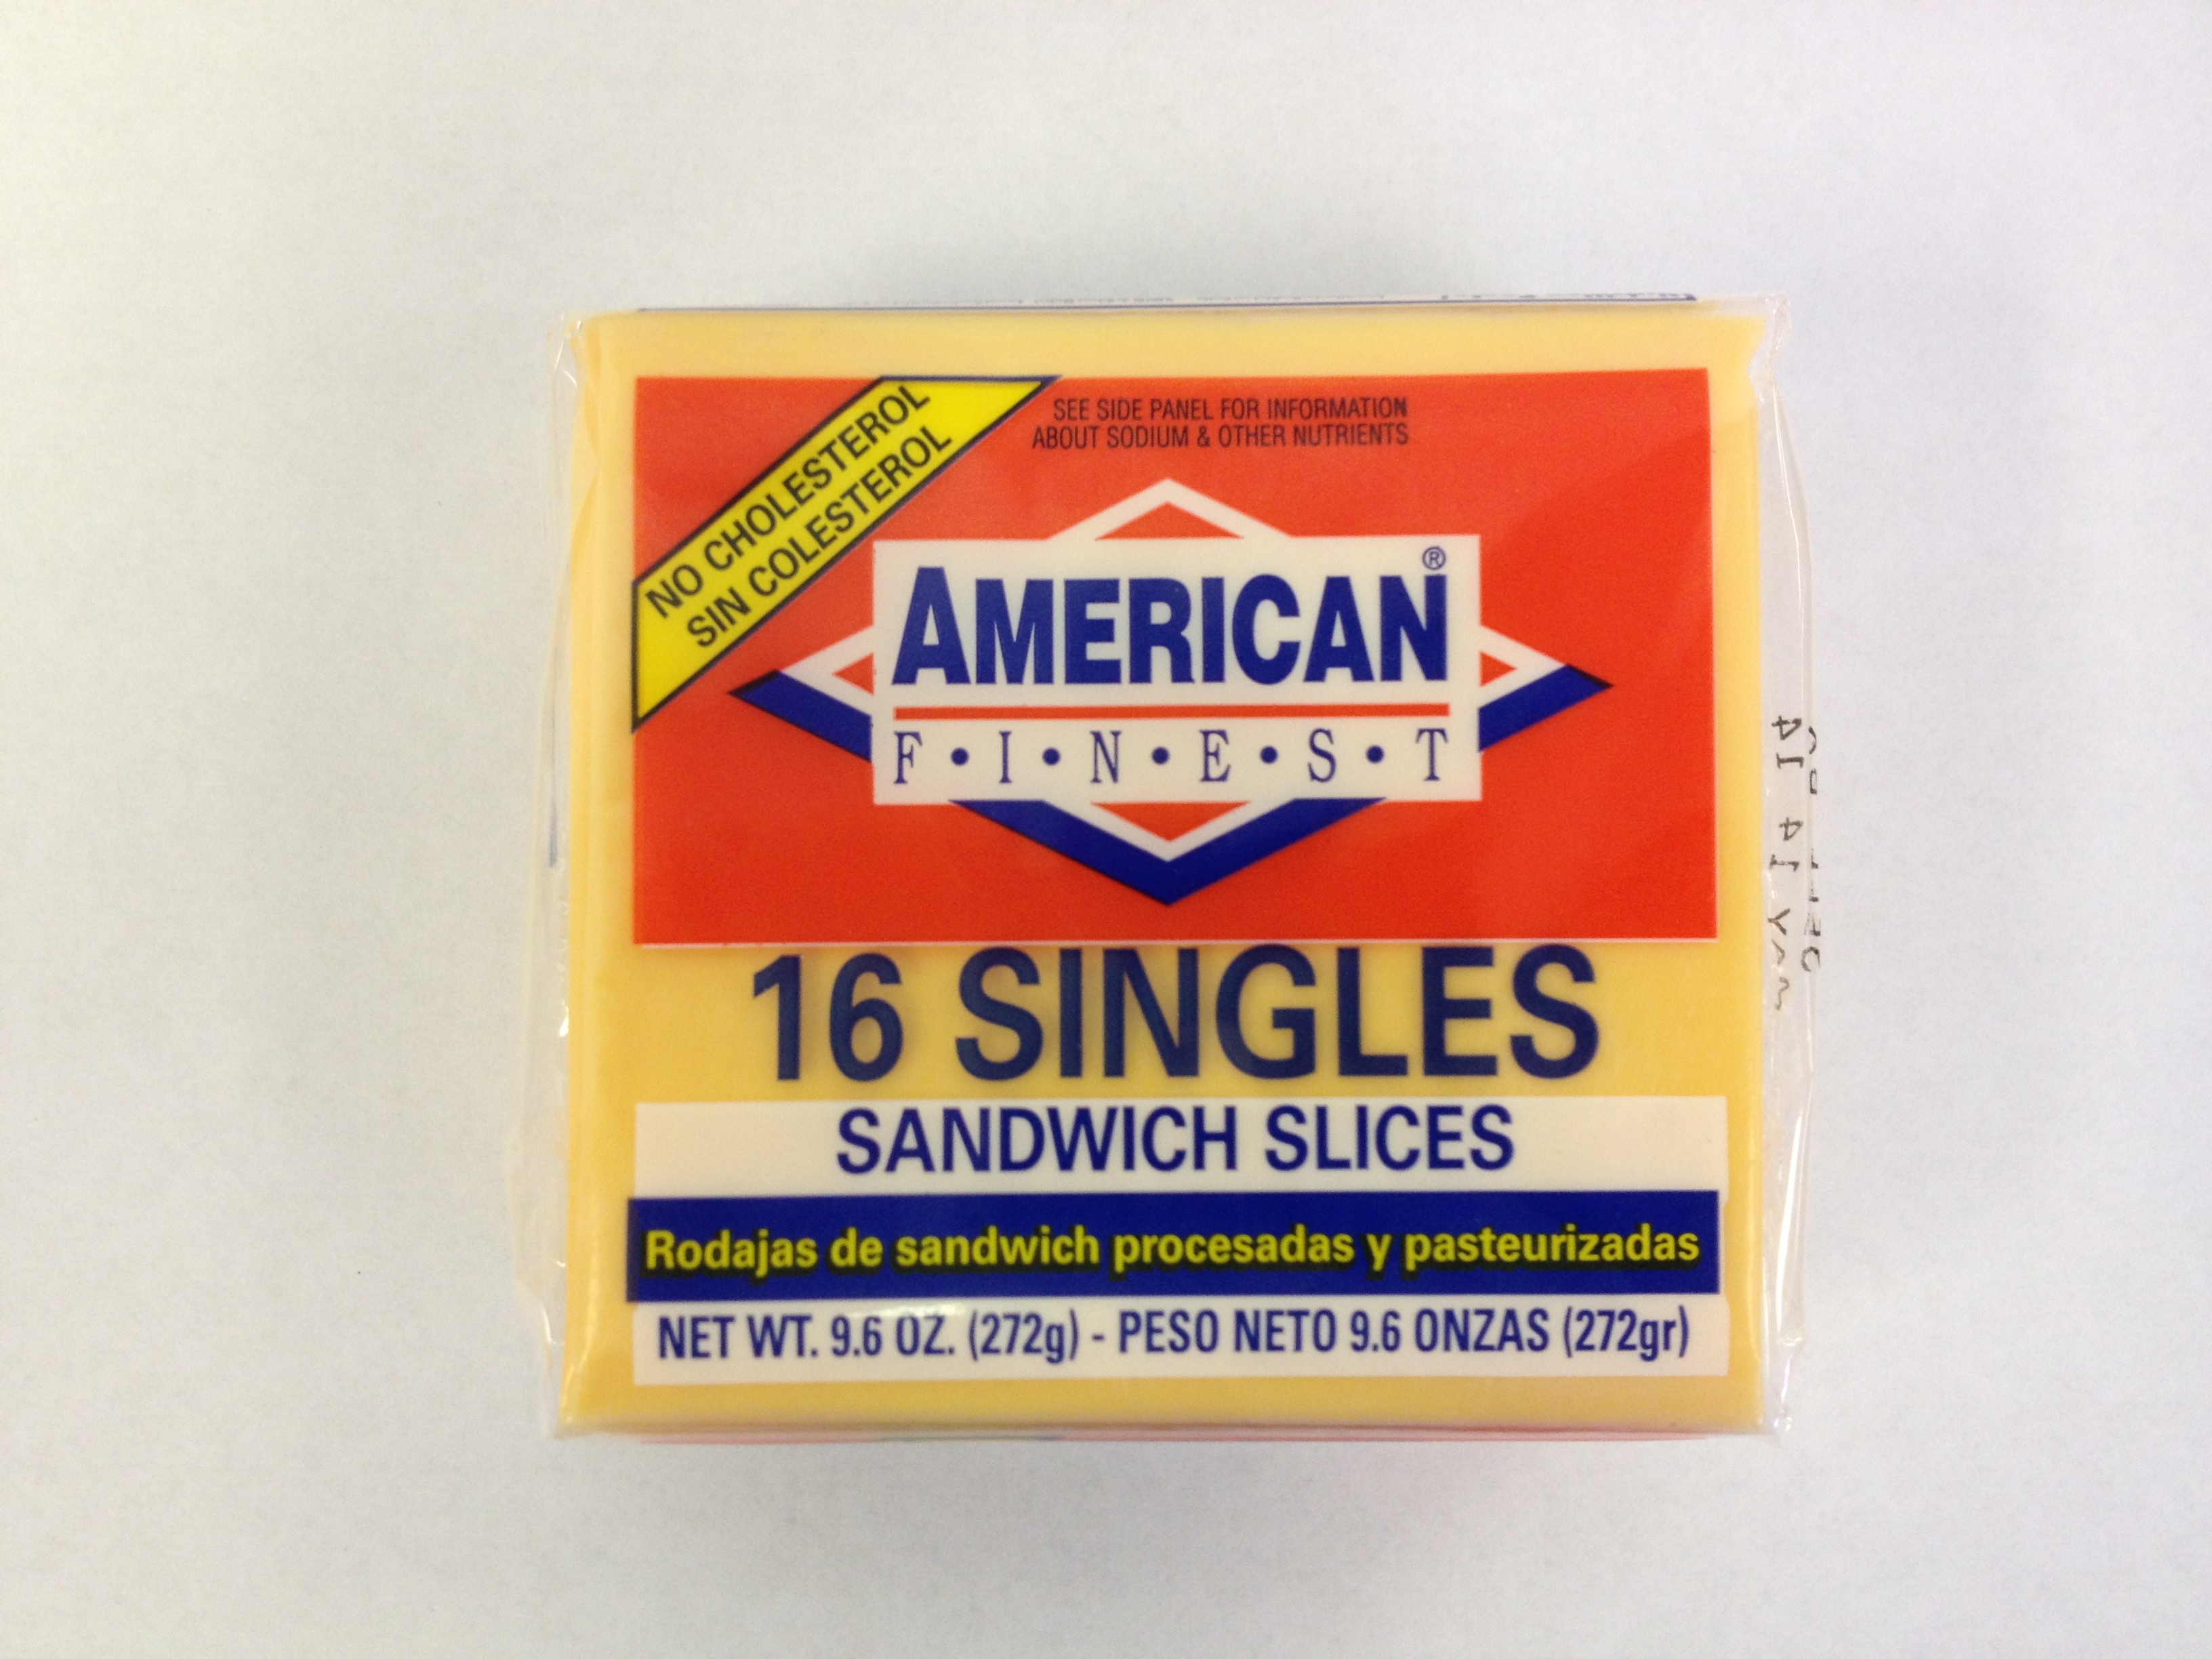 NO CHOLESTEROL
SIN COLESTEROL
SEE SIDE PANEL FOR INFORMATION
ABOUT SODIUM & OTHER NUTRIENTS
AMERICAN®
F•I•N•E•S•T
16 SINGLES
SANDWICH SLICES
Rodajas de sandwich procesadas y pasteurizadas
NET WT. 9.6 OZ. (272g) - PESO NETO 9.6 ONZAS (272gr)